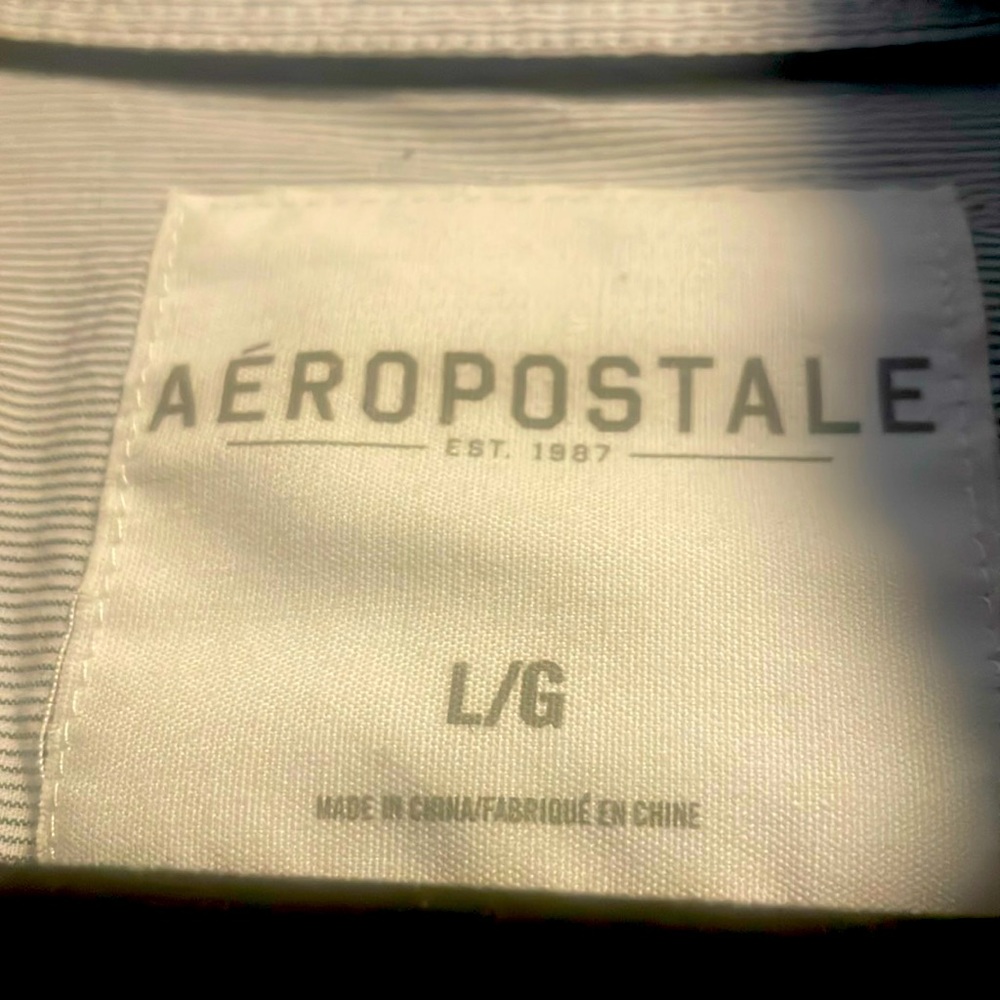 AÉROPOSTALE
EST. 1987
L/G
MADE IN CHINA/FABRIQUÉ EN CHINE